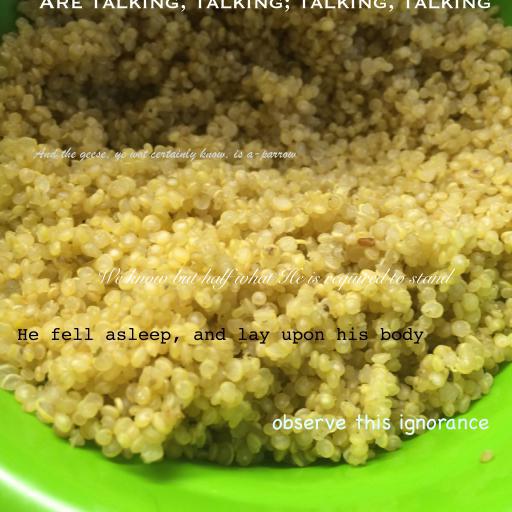 ARE TALKING, TALKING; TALKING, TALKING
And the geese, ye wot certainly know, is a-parrow
We know but half what He is required to stand
He fell asleep, and lay upon his body
observe this ignorance